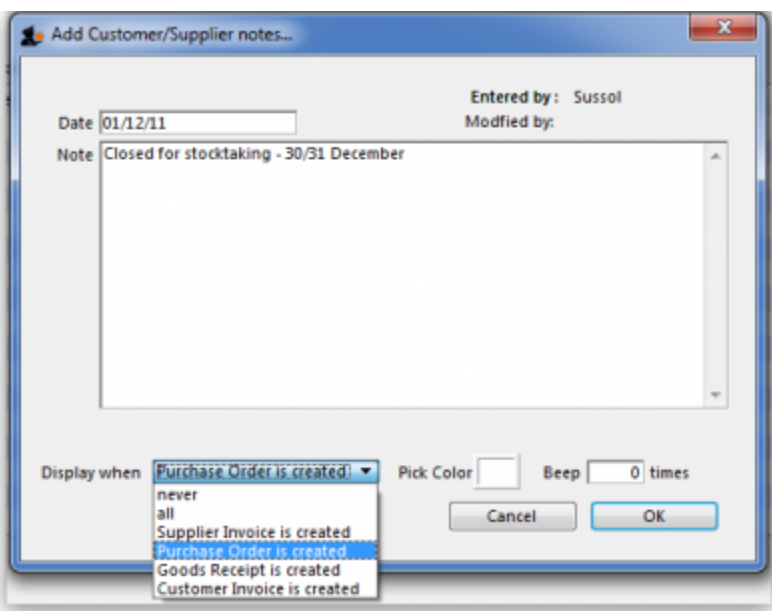 Add Customer/Supplier notes...
Entered by : Sussol
Date 01/12/11 Modfied by:
Note Closed for stocktaking - 30/31 December
Display when Purchase Order is created Pick Color Beep 0 times
never
all
Supplier Invoice is created
Purchase Order is created
Goods Receipt is created
Customer Invoice is created
Cancel OK